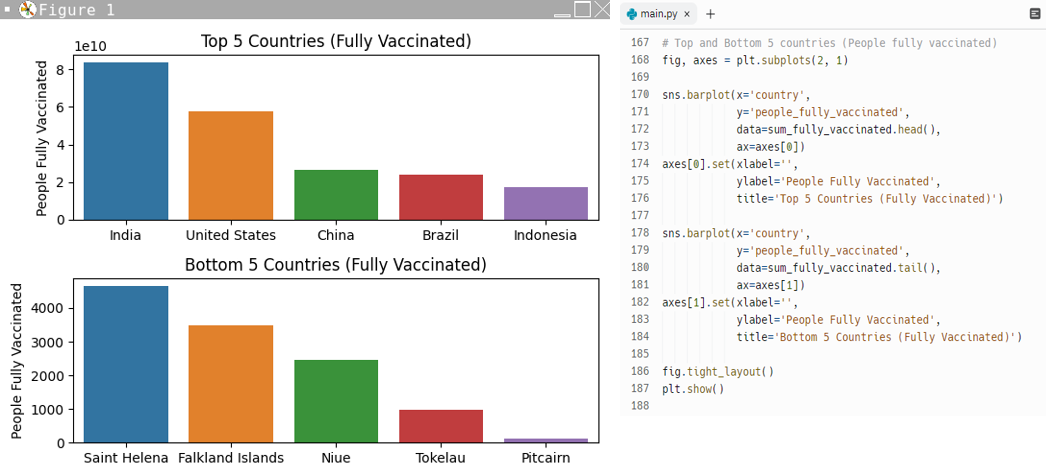 Figure 1
Top 5 Countries (Fully Vaccinated)
1e10
People Fully Vaccinated
8
6
4
2
0
India United States China Brazil Indonesia
Bottom 5 Countries (Fully Vaccinated)
People Fully Vaccinated
4000
3000
2000
1000
0
Saint Helena Falkland Islands Niue Tokelau Pitcairn
main.py × +
167 # Top and Bottom 5 countries (People fully vaccinated)
168 fig, axes = plt.subplots(2, 1)
169
170 sns.barplot(x='country',
171 y='people_fully_vaccinated',
172 data=sum_fully_vaccinated.head(),
173 ax=axes[0])
174 axes[0].set(xlabel='',
175 ylabel='People Fully Vaccinated',
176 title='Top 5 Countries (Fully Vaccinated)')
177
178 sns.barplot(x='country',
179 y='people_fully_vaccinated',
180 data=sum_fully_vaccinated.tail(),
181 ax=axes[1])
182 axes[1].set(xlabel='',
183 ylabel='People Fully Vaccinated',
184 title='Bottom 5 Countries (Fully Vaccinated)')
185
186 fig.tight_layout()
187 plt.show()
188